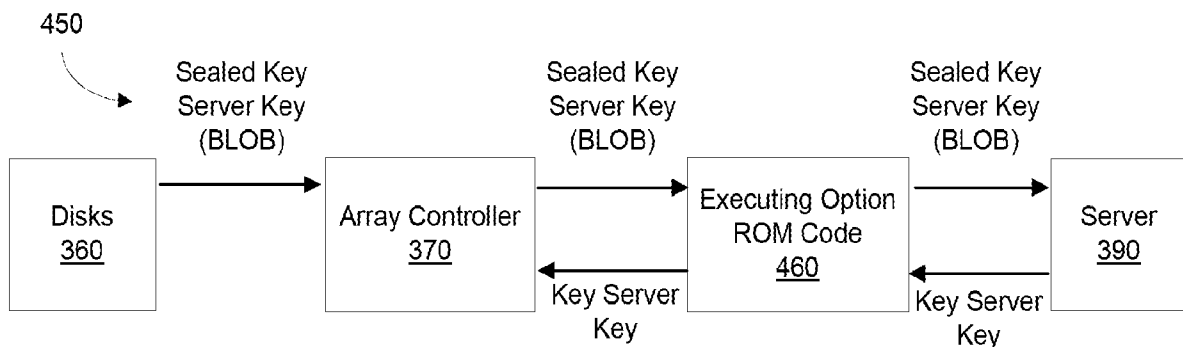 450
Sealed Key
Server Key
(BLOB)
Sealed Key
Server Key
(BLOB)
Sealed Key
Server Key
(BLOB)
Disks
360
Array Controller
370
Executing Option
ROM Code
460
Server
390
Key Server
Key
Key Server
Key